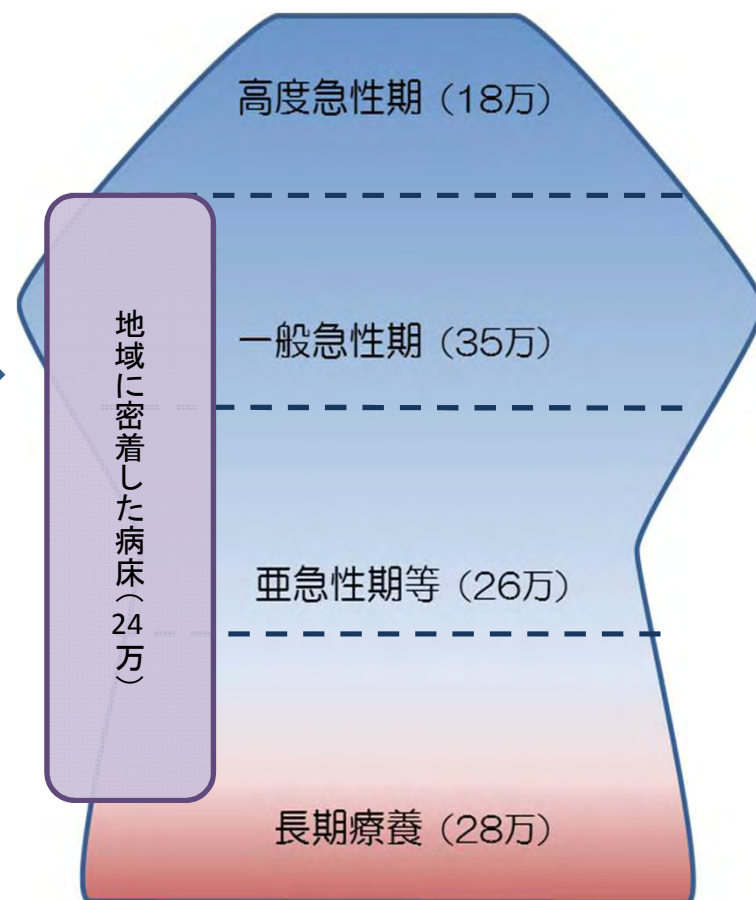 高度急性期（18万）
一般急性期（35万）
地域に密着した病床（24万）
亜急性期等（26万）
長期療養（28万）